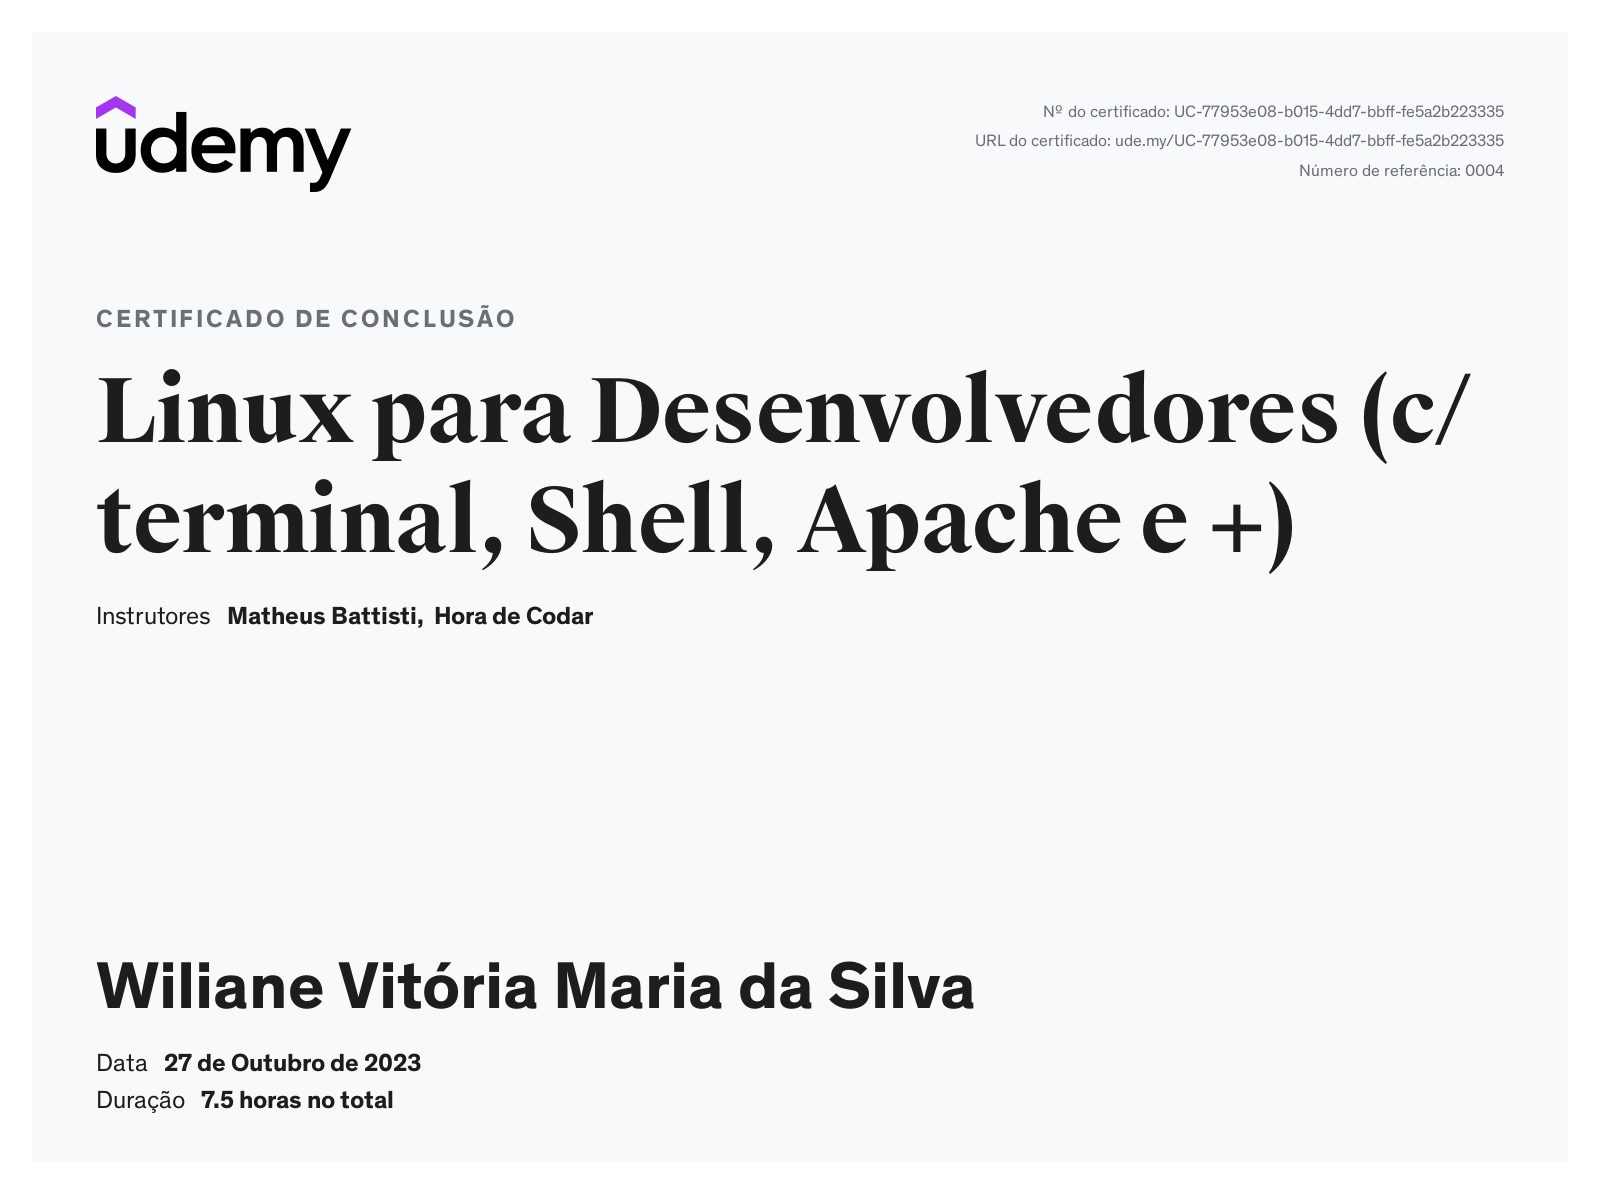 udemy
Nº do certificado: UC-77953e08-b015-4dd7-bbff-fe5a2b223335
URL do certificado: ude.my/UC-77953e08-b015-4dd7-bbff-fe5a2b223335
Número de referência: 0004
CERTIFICADO DE CONCLUSÃO
Linux para Desenvolvedores (c/
terminal, Shell, Apache e +)
Instrutores Matheus Battisti, Hora de Codar
Wiliane Vitória Maria da Silva
Data 27 de Outubro de 2023
Duração 7.5 horas no total